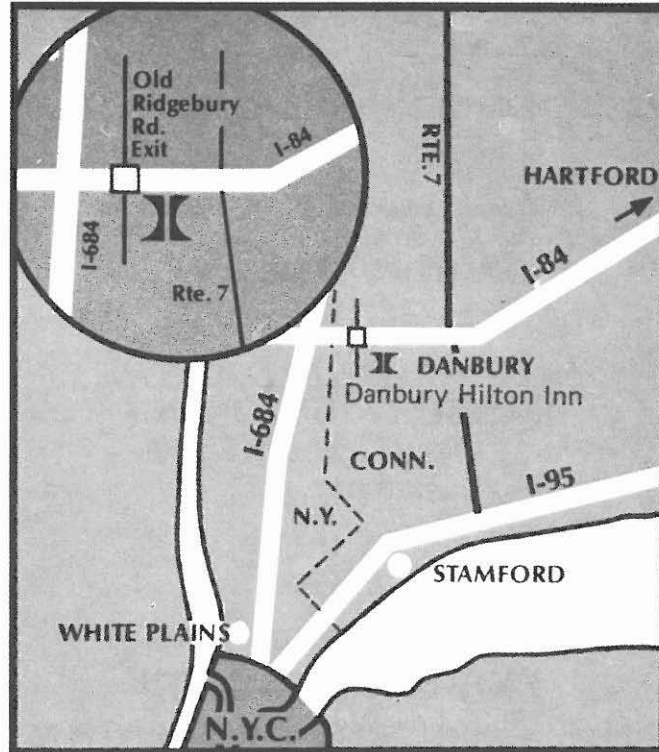 Old
Ridgebury
Rd.
Exit
I-84
I-684
Rte. 7
RTE.7
HARTFORD
I-84
DANBURY
Danbury Hilton Inn
I-684
CONN.
I-95
N.Y.
STAMFORD
WHITE PLAINS
N.Y.C.